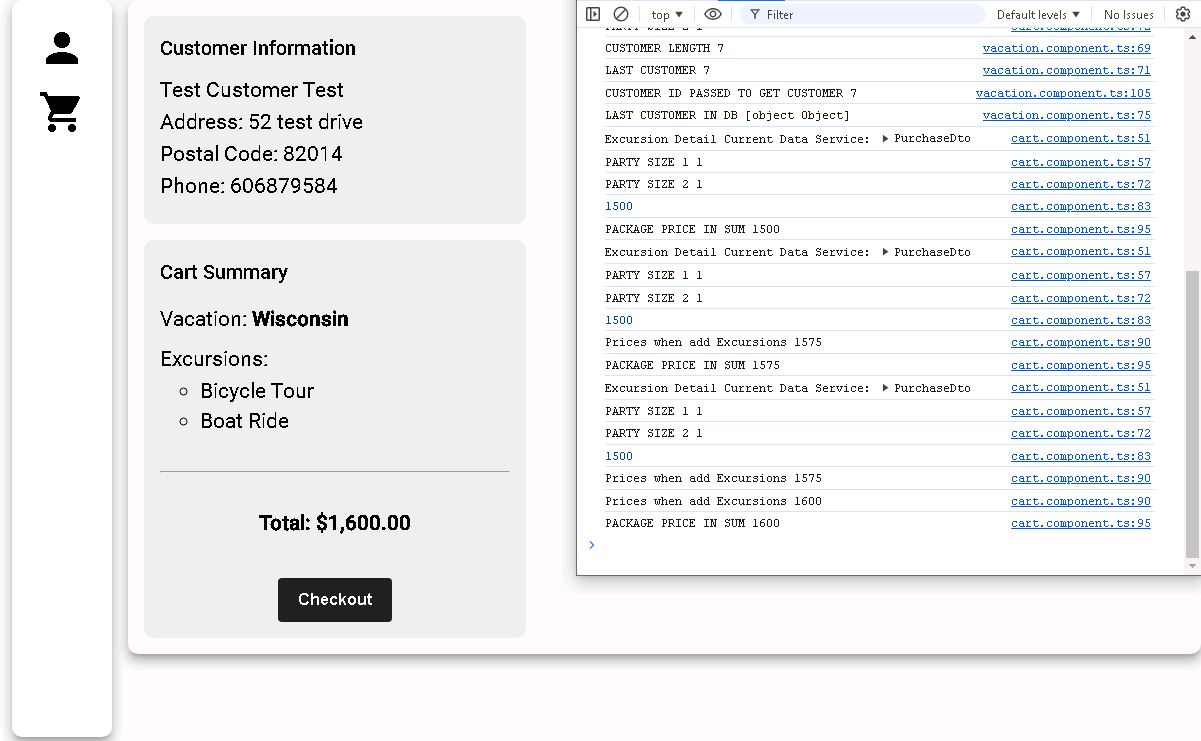 Customer Information
Test Customer Test
Address: 52 test drive
Postal Code: 82014
Phone: 606879584
Cart Summary
Vacation: Wisconsin
Excursions:
Bicycle Tour
Boat Ride
Total: $1,600.00
Checkout
top Filter Default levels No Issues
CUSTOMER LENGTH 7 vacation.component.ts:69
LAST CUSTOMER 7 vacation.component.ts:71
CUSTOMER ID PASSED TO GET CUSTOMER 7 vacation.component.ts:105
LAST CUSTOMER IN DB [object Object] vacation.component.ts:75
Excursion Detail Current Data Service: PurchaseDto cart.component.ts:51
PARTY SIZE 1 1 cart.component.ts:57
PARTY SIZE 2 1 cart.component.ts:72
1500 cart.component.ts:83
PACKAGE PRICE IN SUM 1500 cart.component.ts:95
Excursion Detail Current Data Service: PurchaseDto cart.component.ts:51
PARTY SIZE 1 1 cart.component.ts:57
PARTY SIZE 2 1 cart.component.ts:72
1500 cart.component.ts:83
Prices when add Excursions 1575 cart.component.ts:90
PACKAGE PRICE IN SUM 1575 cart.component.ts:95
Excursion Detail Current Data Service: PurchaseDto cart.component.ts:51
PARTY SIZE 1 1 cart.component.ts:57
PARTY SIZE 2 1 cart.component.ts:72
1500 cart.component.ts:83
Prices when add Excursions 1575 cart.component.ts:90
Prices when add Excursions 1600 cart.component.ts:90
PACKAGE PRICE IN SUM 1600 cart.component.ts:95